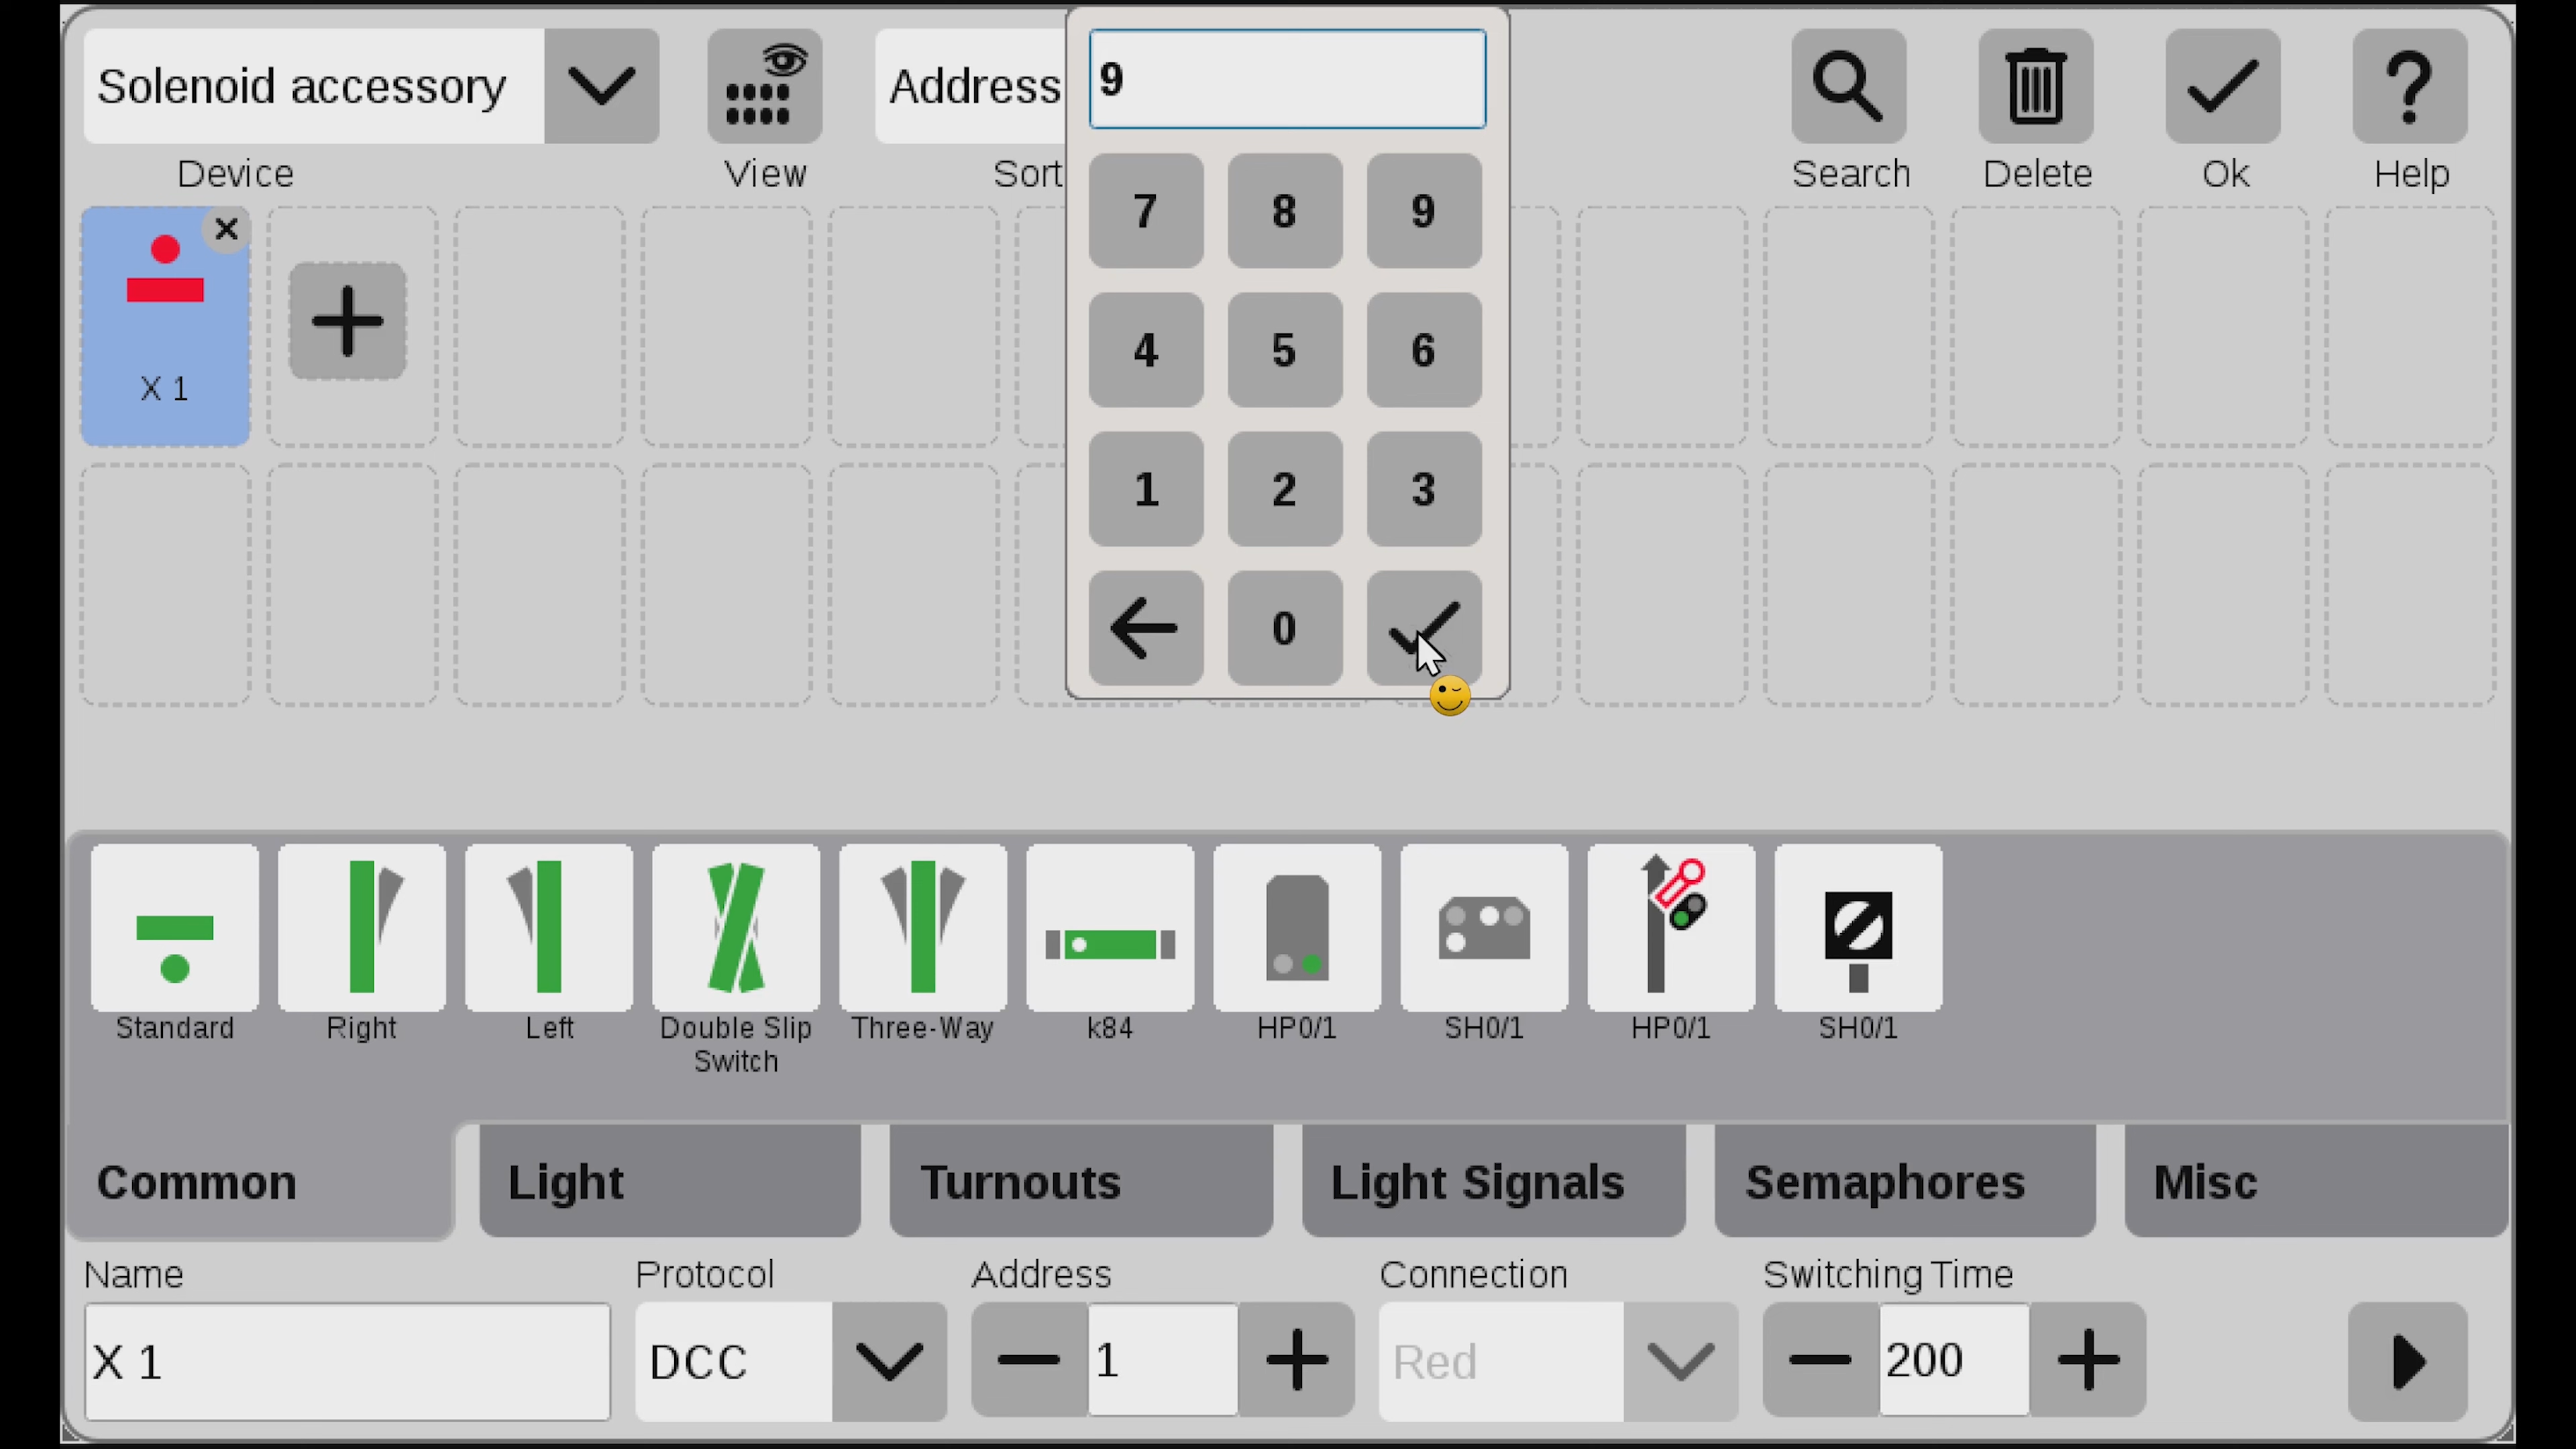 Solenoid accessory
Address
9
Device
View
Sort
Search
Delete
Ok
Help
7 8 9
4 5 6
1 2 3
0
X 1
Standard
Right
Left
Double Slip
Switch
Three-Way
k84
HP0/1
SH0/1
HP0/1
SH0/1
Common
Light
Turnouts
Light Signals
Semaphores
Misc
Name
Protocol
Address
Connection
Switching Time
X 1
DCC
1
Red
200